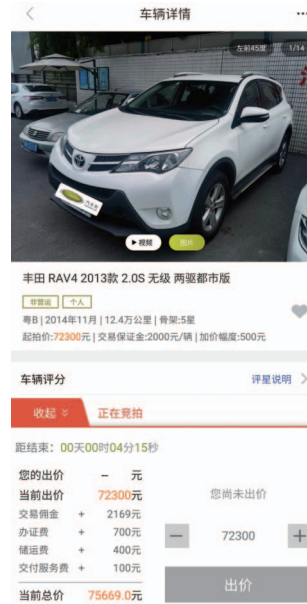 车辆详情
左前45度 1/14
视频 图片
丰田 RAV4 2013款 2.0S 无级 两驱都市版
非营运 个人
粤B | 2014年11月 | 12.4万公里 | 骨架:5星
起拍价:72300元 | 交易保证金:2000元/辆 | 加价幅度:500元
车辆评分 评星说明
收起 正在竞拍
距结束：00天00时04分15秒
您的出价 – 元
当前出价 72300元
您尚未出价
交易佣金 + 2169元
办证费 + 700元
— 72300 +
储运费 + 400元
交付服务费 + 100元
出价
当前总价 75669.0元